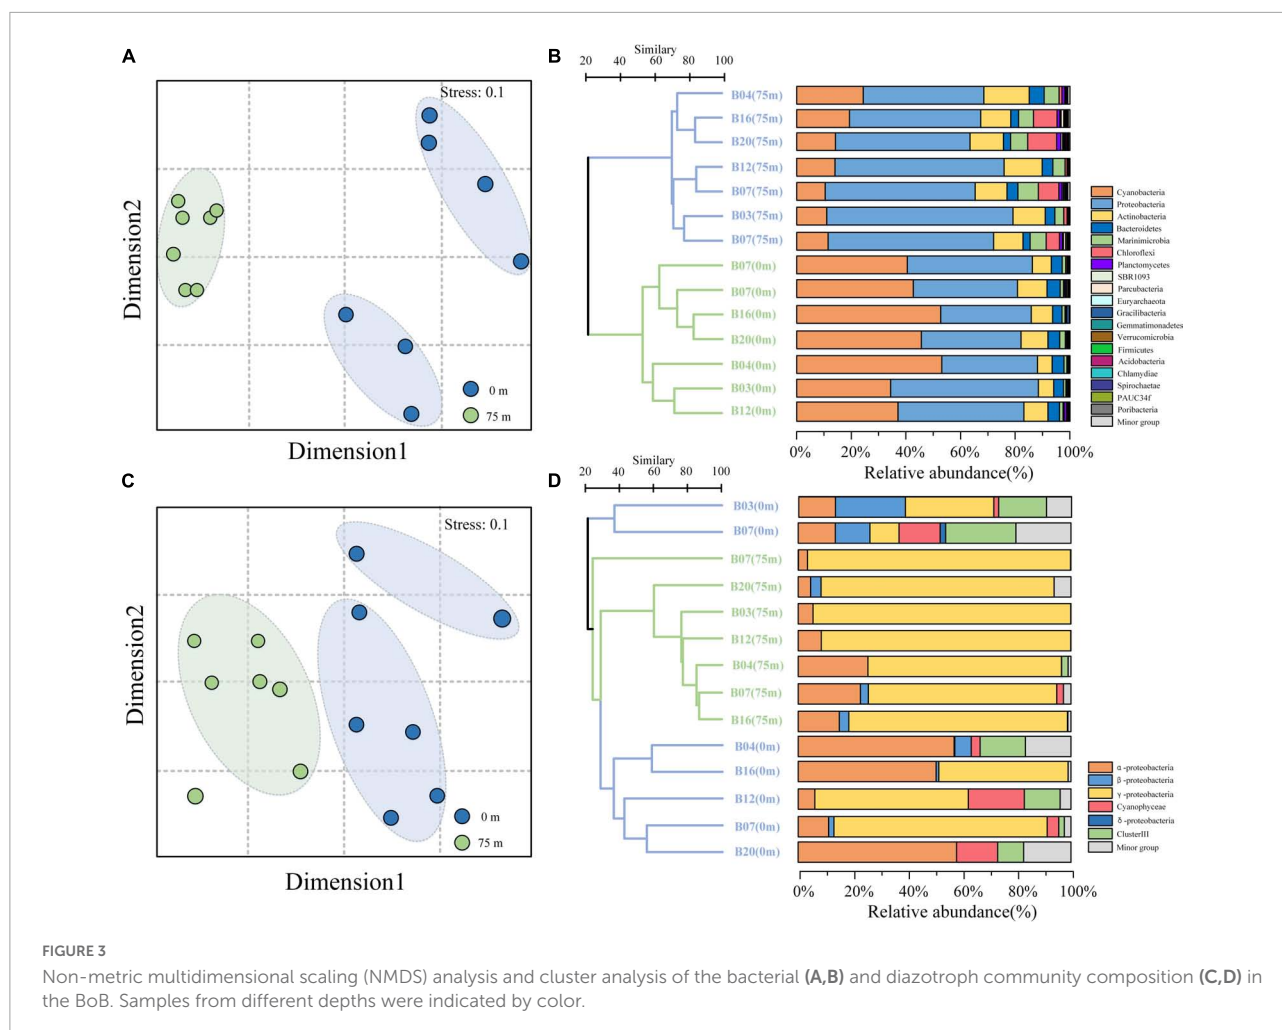 A
Stress: 0.1
Dimension2
0 m
75 m
Dimension1
B
Similary
20 40 60 80 100
B04(75m)
B16(75m)
B20(75m)
B12(75m)
B07(75m)
B03(75m)
B07(75m)
B07(0m)
B07(0m)
B16(0m)
B20(0m)
B04(0m)
B03(0m)
B12(0m)
0% 20% 40% 60% 80% 100%
Relative abundance(%)
Cyanobacteria
Proteobacteria
Actinobacteria
Bacteroidetes
Marinimicrobia
Chloroflexi
Planctomycetes
SBR1093
Parcubacteria
Euryarchaeota
Gracilibacteria
Gemmatimonadetes
Verrucomicrobia
Firmicutes
Acidobacteria
Chlamydiae
Spirochaetae
PAUC34f
Poribacteria
Minor group
C
Stress: 0.1
Dimension2
0 m
75 m
Dimension1
D
Similary
20 40 60 80 100
B03(0m)
B07(0m)
B07(75m)
B20(75m)
B03(75m)
B12(75m)
B04(75m)
B07(75m)
B16(75m)
B04(0m)
B16(0m)
B12(0m)
B07(0m)
B20(0m)
0% 20% 40% 60% 80% 100%
Relative abundance(%)
α -proteobacteria
β -proteobacteria
γ -proteobacteria
Cyanophyceae
δ -proteobacteria
ClusterIII
Minor group
FIGURE 3
Non-metric multidimensional scaling (NMDS) analysis and cluster analysis of the bacterial (A,B) and diazotroph community composition (C,D) in
the BoB. Samples from different depths were indicated by color.